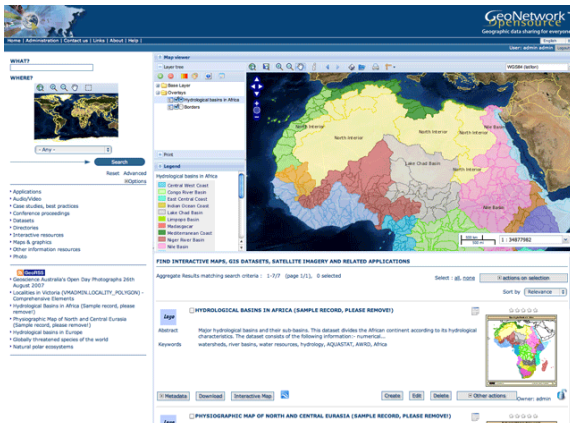 GeoNetwork
Opensource
Geographic data sharing for everyone
Home | Administration | Contact us | Links | About | Help |
English
User: admin admin
WHAT?
WHERE?
- Any -
Search
Reset Advanced
Options
Applications
Audio/Video
Case studies, best practices
Conference proceedings
Datasets
Directories
Interactive resources
Maps & graphics
Other information resources
Photo
GeoRSS
Geoscience Australia's Open Day Photographs 26th
August 2007
Localities in Victoria (VMADMIN.LOCALITY_POLYGON) -
Comprehensive Elements
Hydrological Basins in Africa (Sample record, please
remove!)
Physiographic Map of North and Central Eurasia
(Sample record, please remove!)
Hydrological basins in Europe
Globally threatened species of the world
Natural polar ecosystems
Map viewer
Layer tree
Base Layer
Overlays
Hydrological basins in Africa
Borders
Print
Legend
Hydrological basins in Africa
Central West Coast
Congo River Basin
East Central Coast
Indian Ocean Coast
Lake Chad Basin
Limpopo Basin
Madasgacar
Mediterranean Coast
Niger River Basin
Nile Basin
WGS84 (lat/lon)
North Interior
North Interior
North Interior
North Interior
Nile Basin
Lake Chad Basin
Nile Basin
500 km
1 : 34877982
FIND INTERACTIVE MAPS, GIS DATASETS, SATELLITE IMAGERY AND RELATED APPLICATIONS
Aggregate Results matching search criteria : 1-7/7 (page 1/1), 0 selected
Select : all, none
actions on selection
Sort by Relevance
HYDROLOGICAL BASINS IN AFRICA (SAMPLE RECORD, PLEASE REMOVE!)
Logo
Abstract Major hydrological basins and their sub-basins. This dataset divides the African continent according to its hydrological
characteristics. The dataset consists of the following information:- numerical...
Keywords watersheds, river basins, water resources, hydrology, AQUASTAT, AWRD, Africa
Metadata Download Interactive Map Create Edit Delete Other actions
Owner: admin
PHYSIOGRAPHIC MAP OF NORTH AND CENTRAL EURASIA (SAMPLE RECORD, PLEASE REMOVE!)
Logo